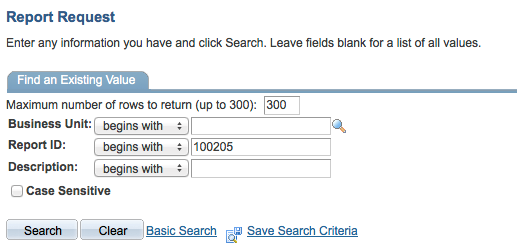 Report Request
Enter any information you have and click Search. Leave fields blank for a list of all values.
Find an Existing Value
Maximum number of rows to return (up to 300): 300
Business Unit: begins with
Report ID: begins with 100205
Description: begins with
Case Sensitive
Search Clear Basic Search Save Search Criteria